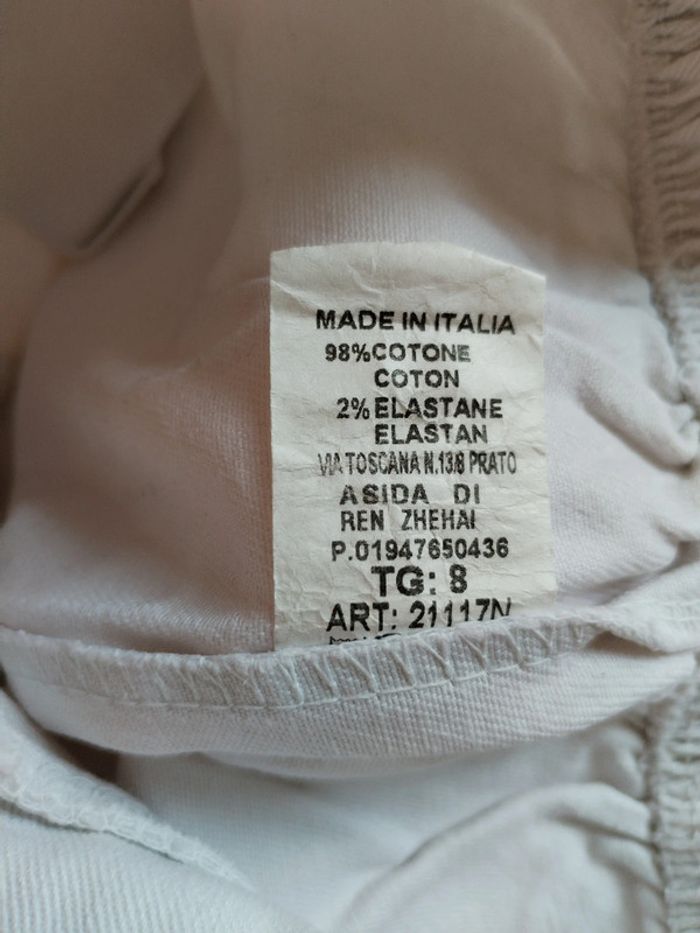 MADE IN ITALIA
98% COTONE
COTON
2% ELASTANE
ELASTAN
VIA TOSCANA N.13/8 PRATO
ASIDA DI
REN ZHEHAI
P.01947650436
TG: 8
ART: 21117N